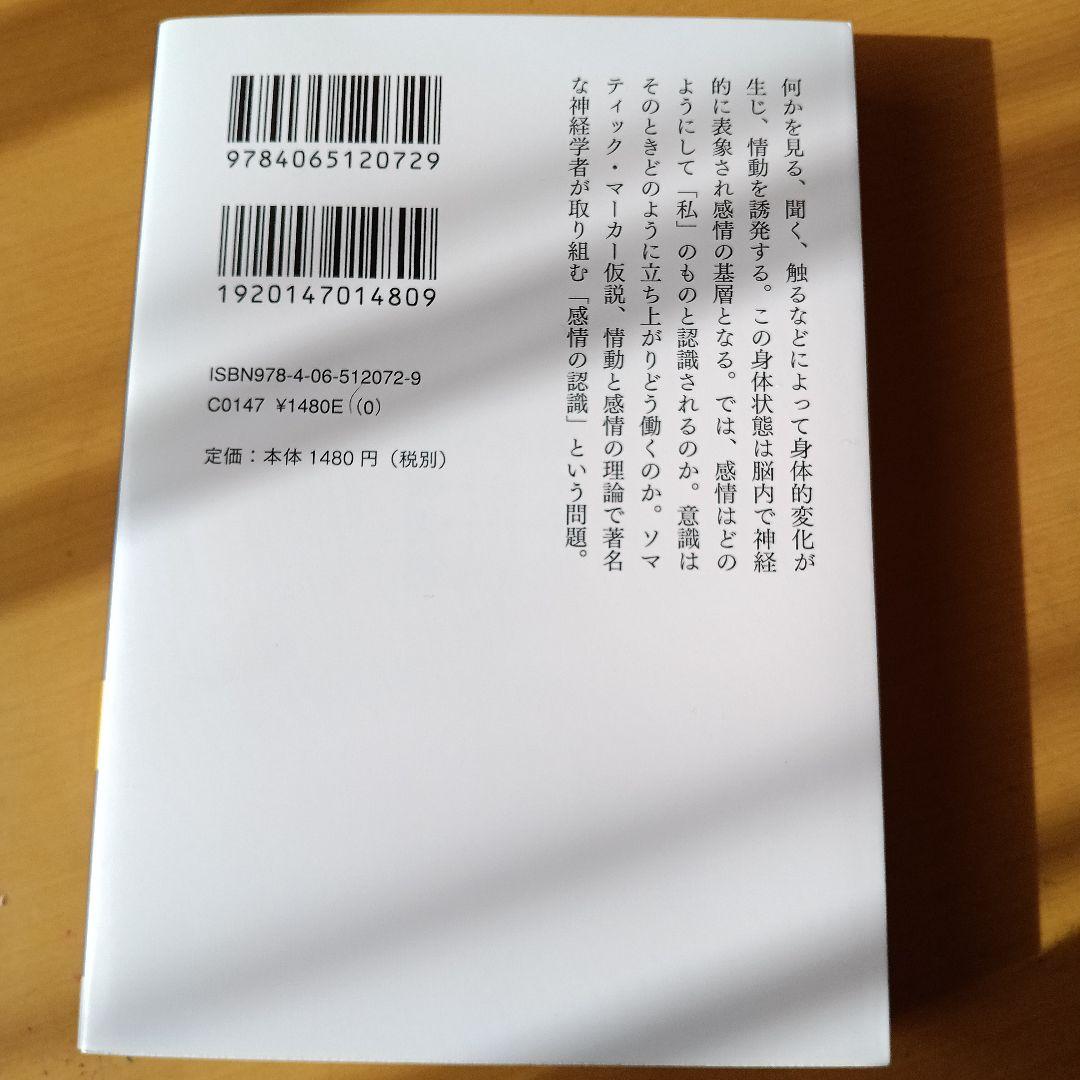 9784065120729
1920147014809
ISBN978-4-06-512072-9
C0147 ¥1480E (0)
定価：本体1480円（税別）
何かを見る、聞く、触るなどによって身体的変化が
生じ、情動を誘発する。この身体状態は脳内で神経
的に表象され感情の基層となる。では、感情はどの
ようにして「私」のものと認識されるのか。意識は
そのときどのように立ち上がりどう働くのか。ソマ
ティック・マーカー仮説、情動と感情の理論で著名
な神経学者が取り組む「感情の認識」という問題。